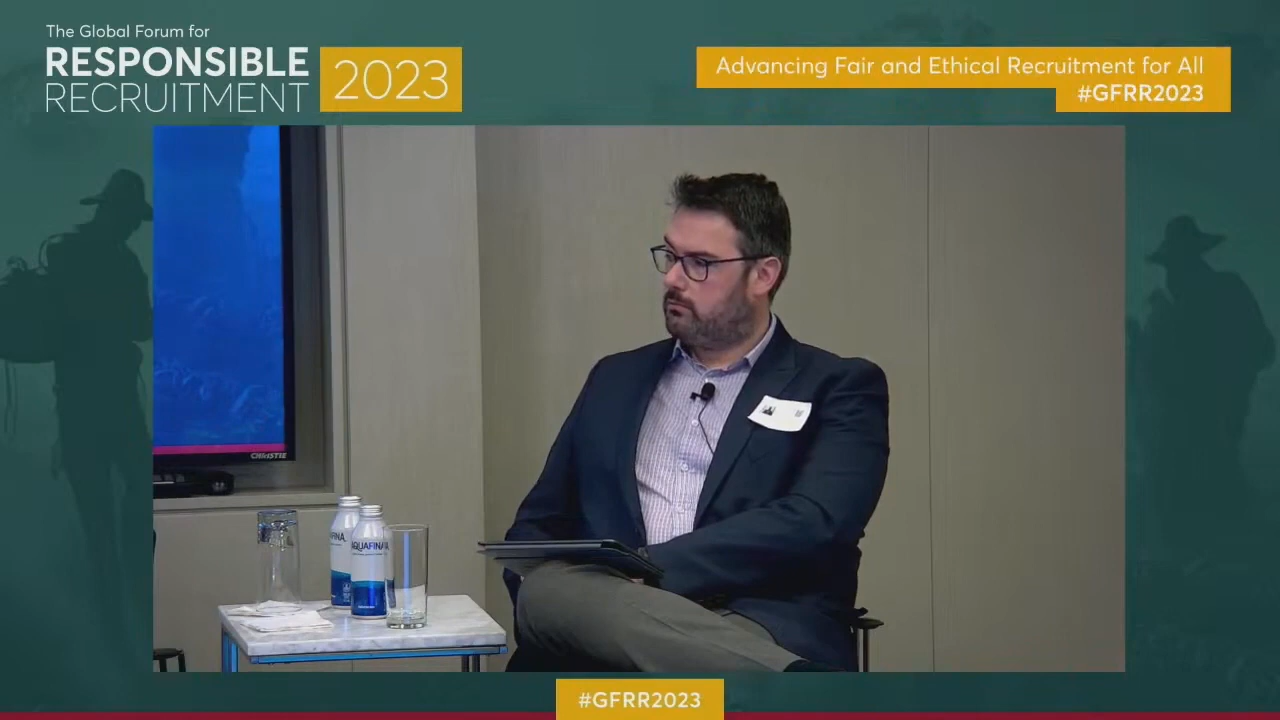 The Global Forum for
RESPONSIBLE
RECRUITMENT
2023
Advancing Fair and Ethical Recruitment for All
#GFRR2023
CHRISTIE
AQUAFINA
#GFRR2023